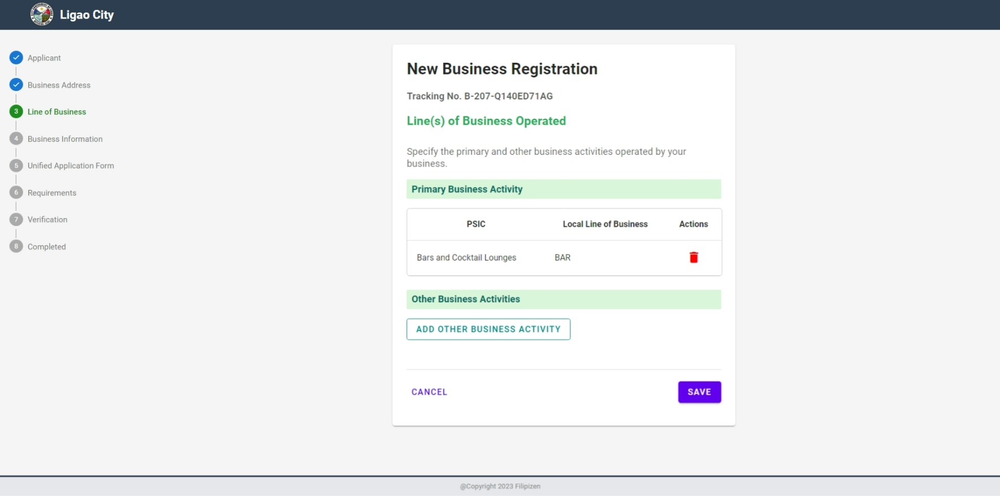 Ligao City
Applicant
Business Address
3 Line of Business
4 Business Information
5 Unified Application Form
6 Requirements
7 Verification
8 Completed
New Business Registration
Tracking No. B-207-Q140ED71AG
Line(s) of Business Operated
Specify the primary and other business activities operated by your
business.
Primary Business Activity
PSIC Local Line of Business Actions
Bars and Cocktail Lounges BAR
Other Business Activities
ADD OTHER BUSINESS ACTIVITY
CANCEL SAVE
@Copyright 2023 Filipizen